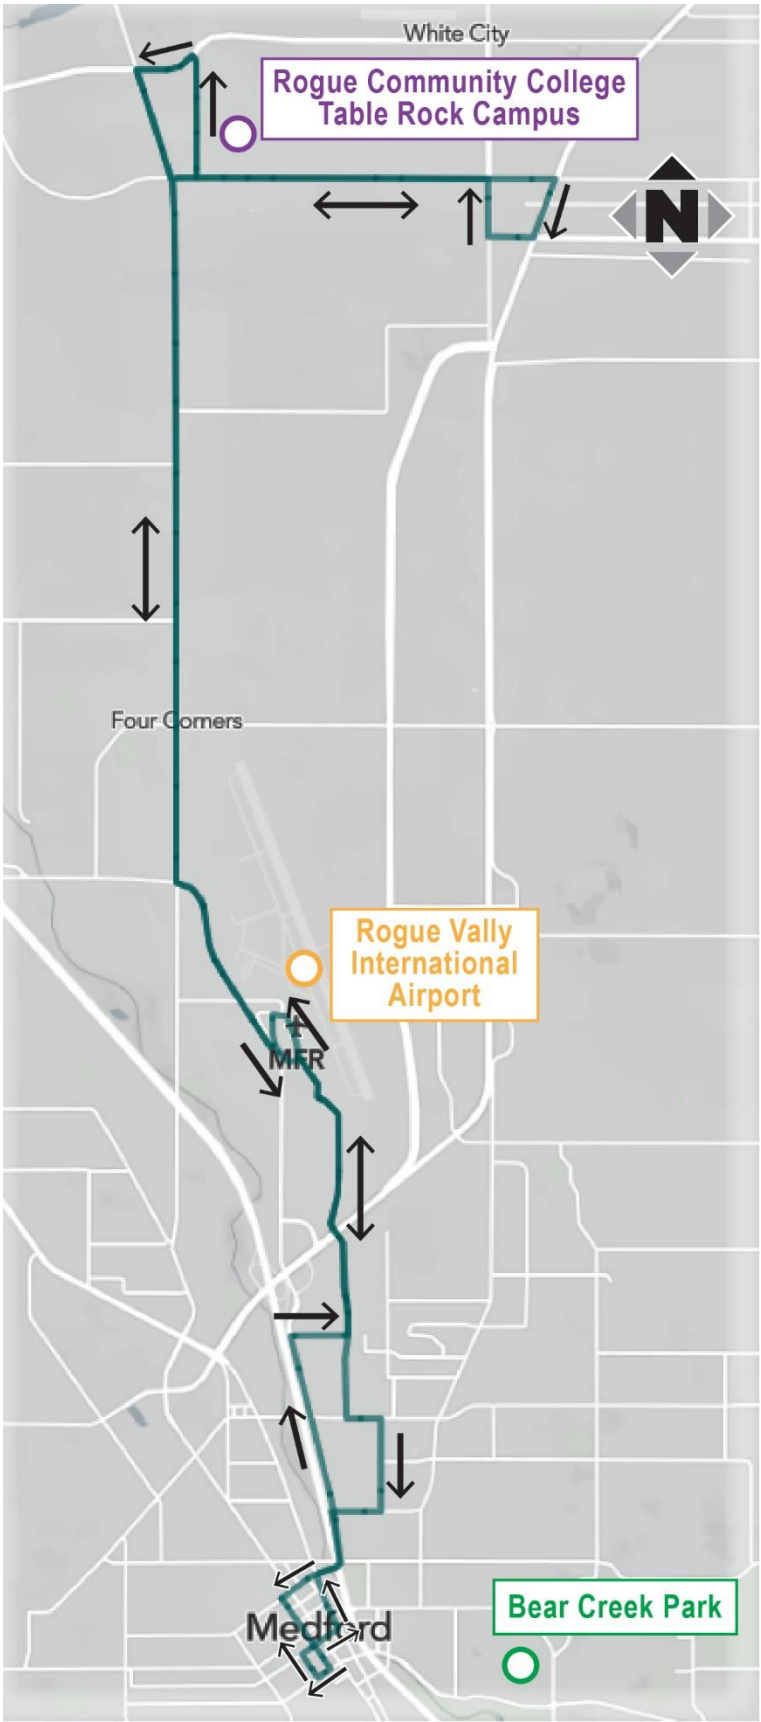 White City
Rogue Community College
Table Rock Campus
N
Four Corners
Rogue Vally
International
Airport
MFR
Bear Creek Park
Medford